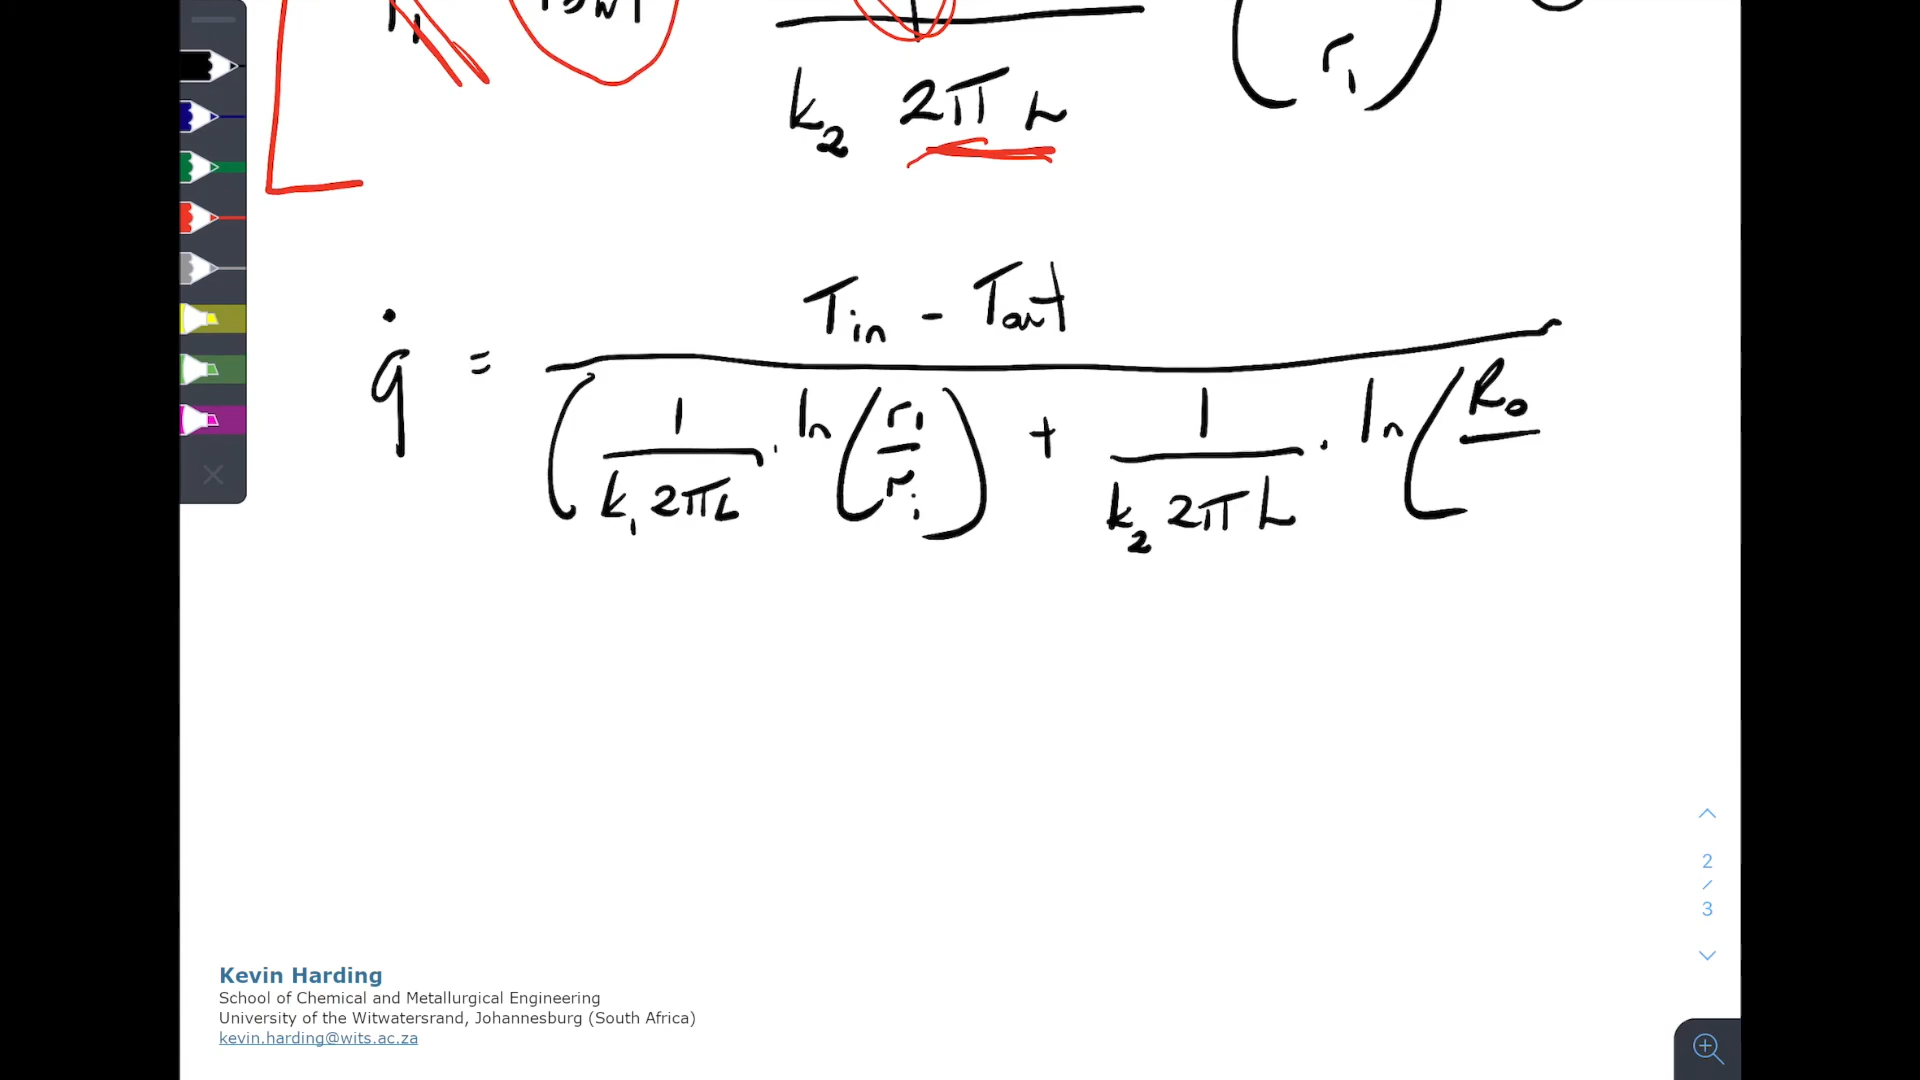 r₁
k₂ 2π L
Tin - Tout
q̇ =
( 1 / k₁ 2πL · ln ( r₁ / rᵢ ) + 1 / k₂ 2π L · ln ( R₀
2
/
3
Kevin Harding
School of Chemical and Metallurgical Engineering
University of the Witwatersrand, Johannesburg (South Africa)
kevin.harding@wits.ac.za